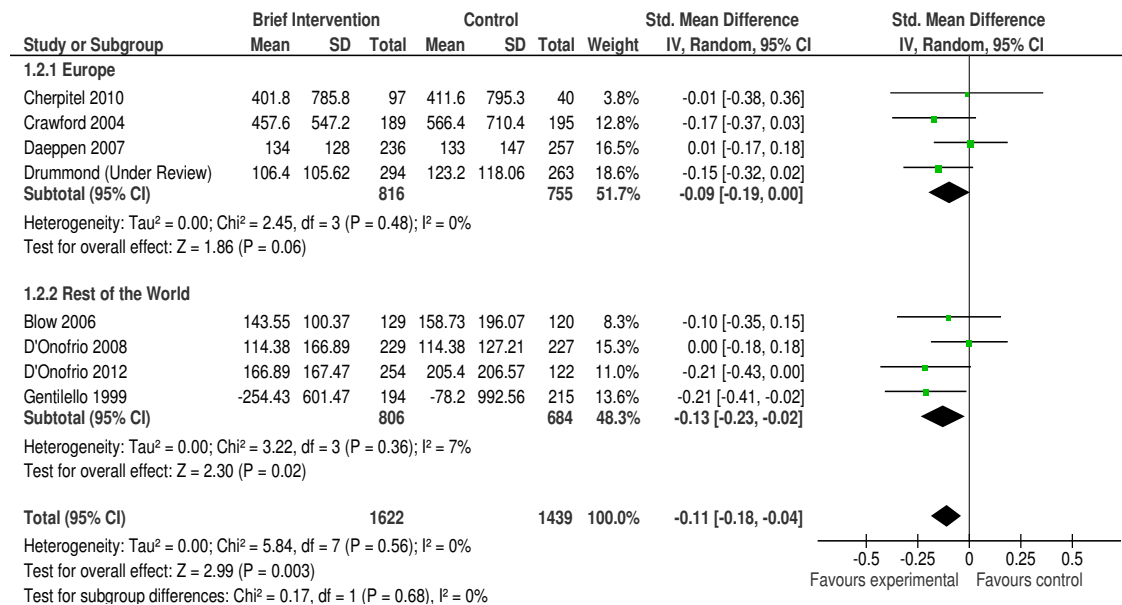 Brief Intervention Control Std. Mean Difference Std. Mean Difference
Study or Subgroup Mean SD Total Mean SD Total Weight IV, Random, 95% CI IV, Random, 95% CI
1.2.1 Europe
Cherpitel 2010 401.8 785.8 97 411.6 795.3 40 3.8% -0.01 [-0.38, 0.36]
Crawford 2004 457.6 547.2 189 566.4 710.4 195 12.8% -0.17 [-0.37, 0.03]
Daeppen 2007 134 128 236 133 147 257 16.5% 0.01 [-0.17, 0.18]
Drummond (Under Review) 106.4 105.62 294 123.2 118.06 263 18.6% -0.15 [-0.32, 0.02]
Subtotal (95% CI) 816 755 51.7% -0.09 [-0.19, 0.00]
Heterogeneity: Tau² = 0.00; Chi² = 2.45, df = 3 (P = 0.48); I² = 0%
Test for overall effect: Z = 1.86 (P = 0.06)
1.2.2 Rest of the World
Blow 2006 143.55 100.37 129 158.73 196.07 120 8.3% -0.10 [-0.35, 0.15]
D'Onofrio 2008 114.38 166.89 229 114.38 127.21 227 15.3% 0.00 [-0.18, 0.18]
D'Onofrio 2012 166.89 167.47 254 205.4 206.57 122 11.0% -0.21 [-0.43, 0.00]
Gentilello 1999 -254.43 601.47 194 -78.2 992.56 215 13.6% -0.21 [-0.41, -0.02]
Subtotal (95% CI) 806 684 48.3% -0.13 [-0.23, -0.02]
Heterogeneity: Tau² = 0.00; Chi² = 3.22, df = 3 (P = 0.36); I² = 7%
Test for overall effect: Z = 2.30 (P = 0.02)
Total (95% CI) 1622 1439 100.0% -0.11 [-0.18, -0.04]
Heterogeneity: Tau² = 0.00; Chi² = 5.84, df = 7 (P = 0.56); I² = 0%
Test for overall effect: Z = 2.99 (P = 0.003)
Test for subgroup differences: Chi² = 0.17, df = 1 (P = 0.68), I² = 0%
-0.5 -0.25 0 0.25 0.5
Favours experimental Favours control